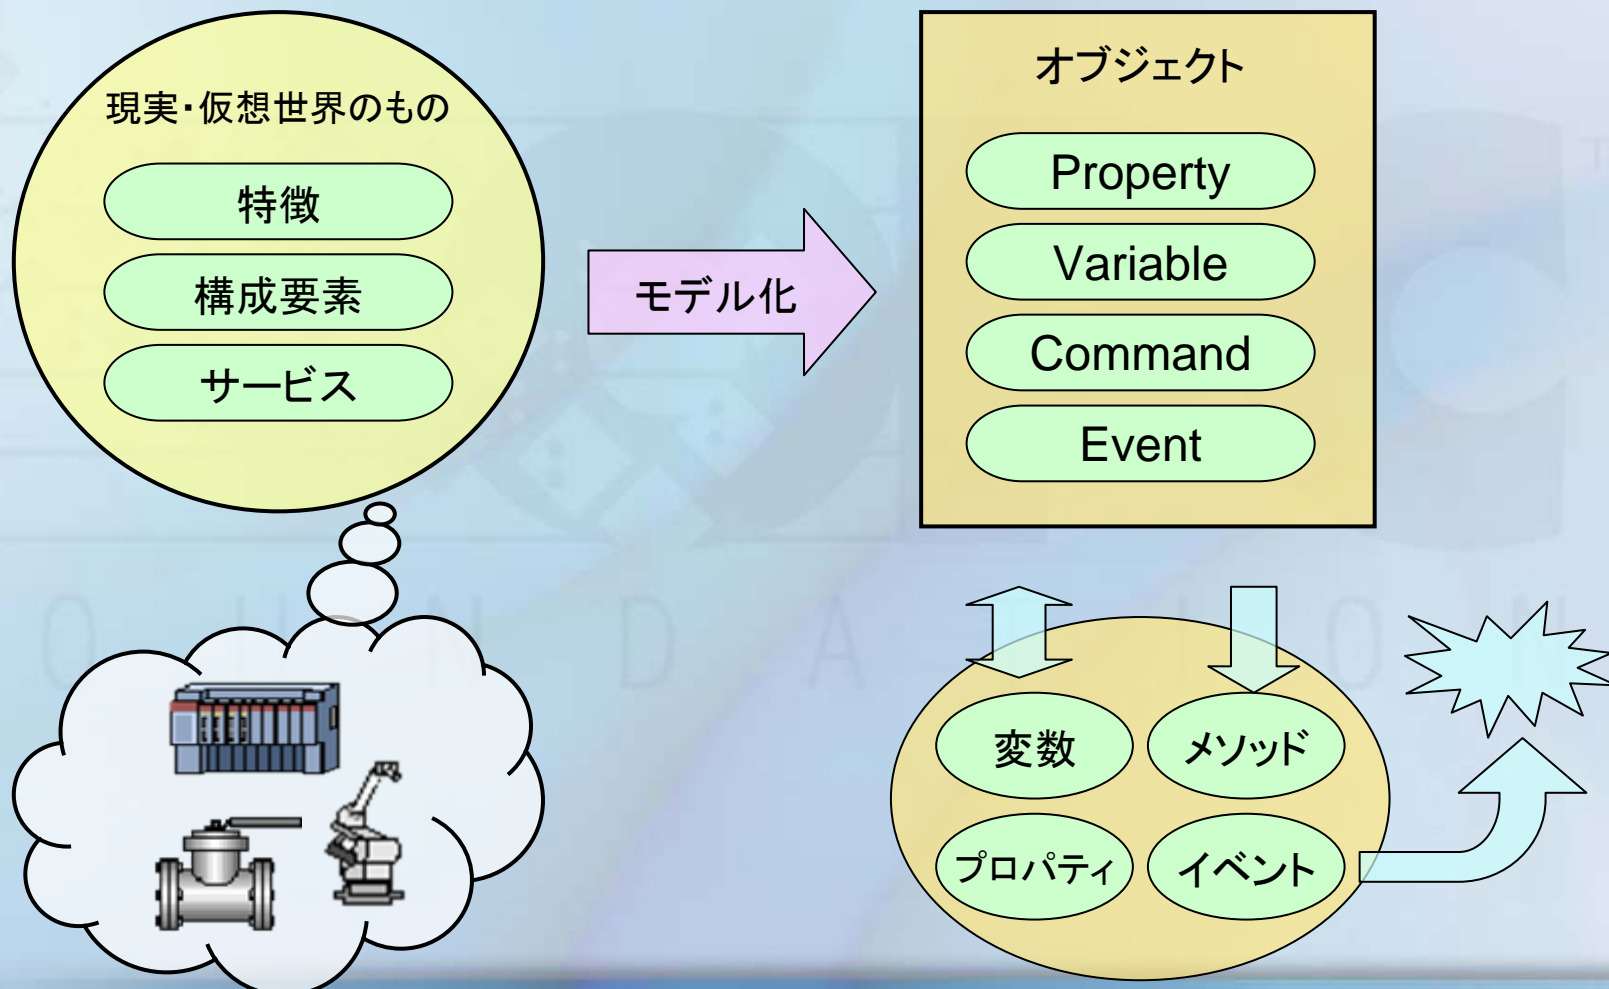 現実・仮想世界のもの
特徴
構成要素
サービス
モデル化
オブジェクト
Property
Variable
Command
Event
変数
メソッド
プロパティ
イベント
O U N D A T I O N